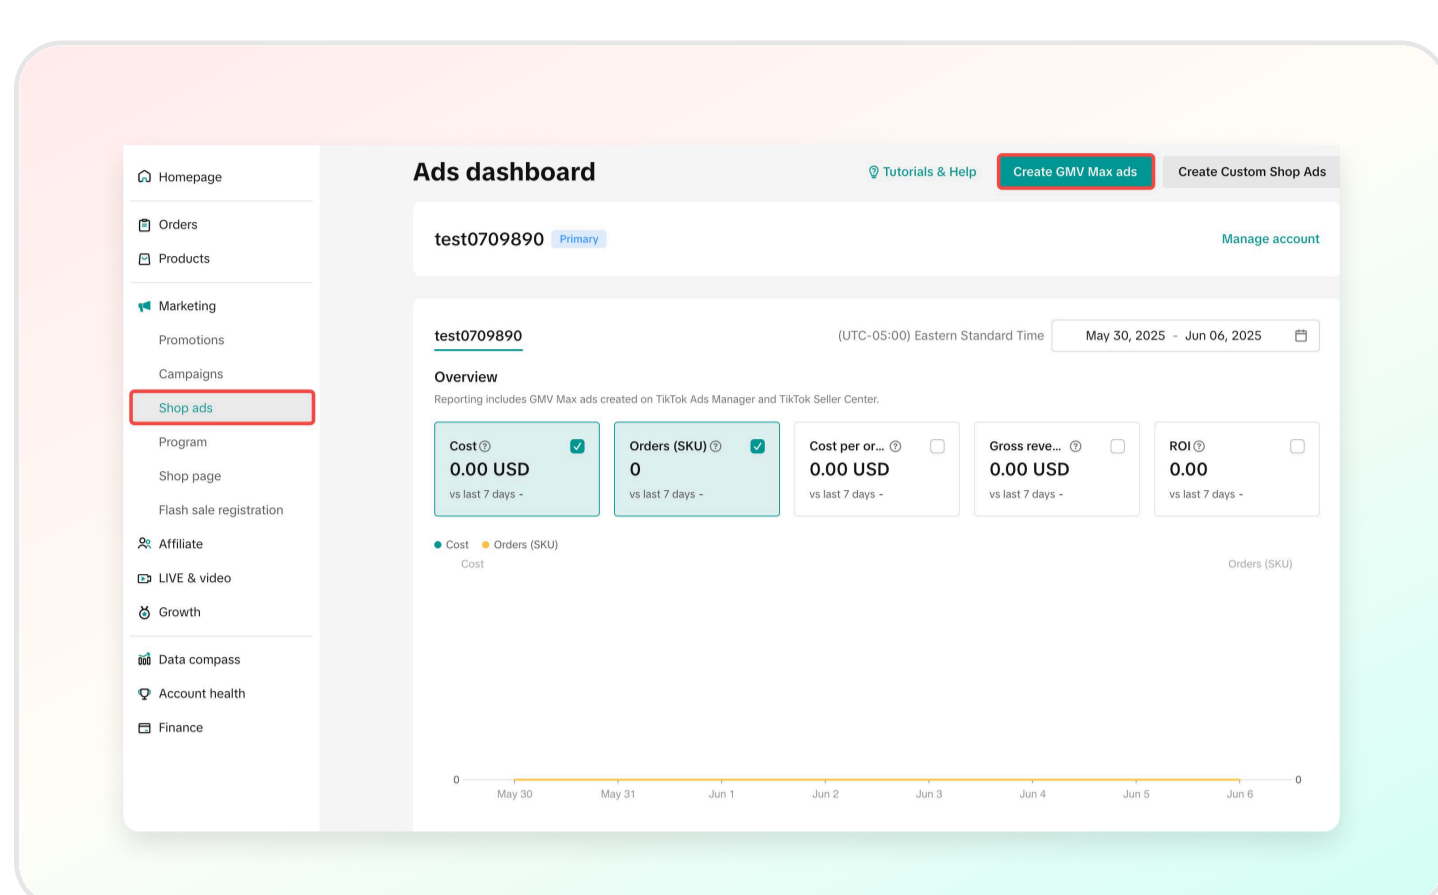 Homepage
Orders
Products
Marketing
Promotions
Campaigns
Shop ads
Program
Shop page
Flash sale registration
Affiliate
LIVE & video
Growth
Data compass
Account health
Finance
Ads dashboard
Tutorials & Help
Create GMV Max ads
Create Custom Shop Ads
test0709890 Primary
Manage account
test0709890
(UTC-05:00) Eastern Standard Time
May 30, 2025 - Jun 06, 2025
Overview
Reporting includes GMV Max ads created on TikTok Ads Manager and TikTok Seller Center.
Cost
0.00 USD
vs last 7 days -
Orders (SKU)
0
vs last 7 days -
Cost per or...
0.00 USD
vs last 7 days -
Gross reve...
0.00 USD
vs last 7 days -
ROI
0.00
vs last 7 days -
Cost Orders (SKU)
Cost Orders (SKU)
0 0
May 30 May 31 Jun 1 Jun 2 Jun 3 Jun 4 Jun 5 Jun 6